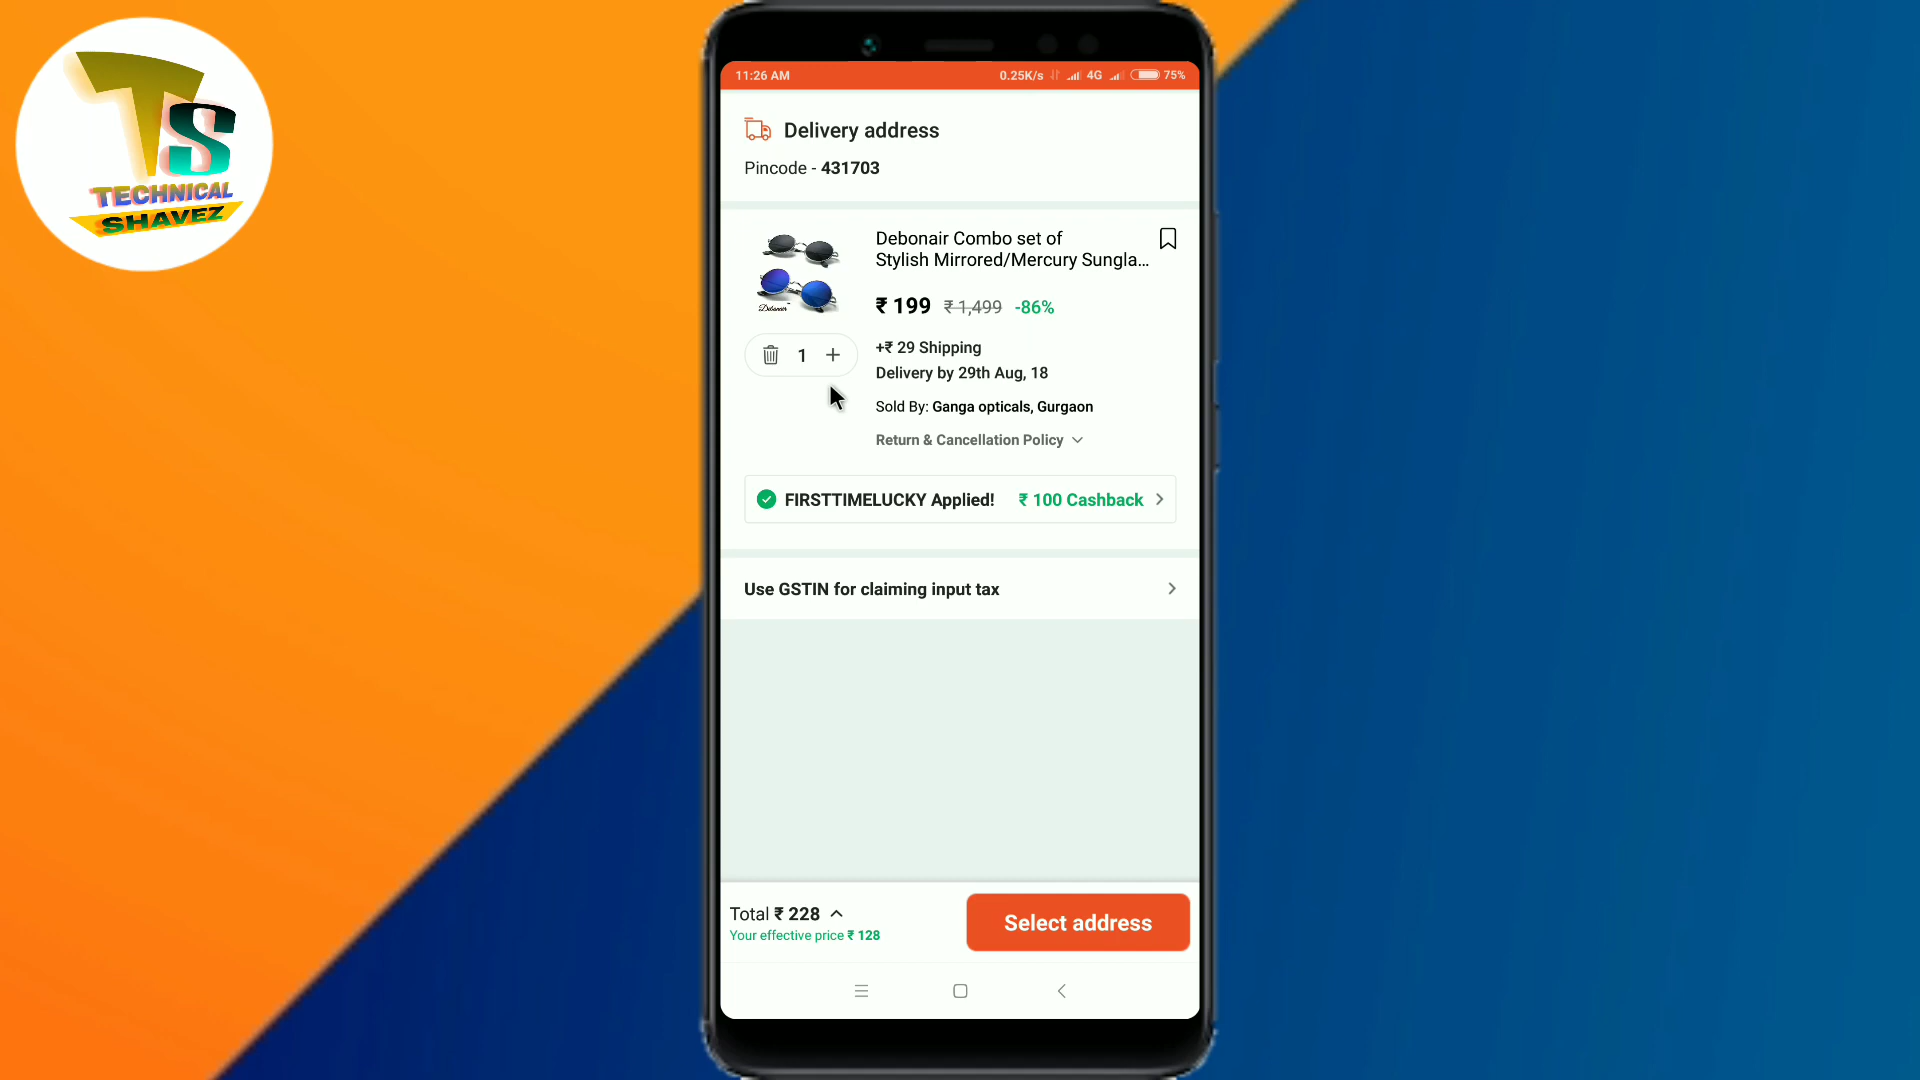 TS
TECHNICAL
SHAVEZ
11:26 AM
0.25K/s 4G 75%
Delivery address
Pincode - 431703
Debonair Combo set of
Stylish Mirrored/Mercury Sungla...
₹ 199 ₹ 1,499 -86%
1
+₹ 29 Shipping
Delivery by 29th Aug, 18
Sold By: Ganga opticals, Gurgaon
Return & Cancellation Policy
FIRSTTIMELUCKY Applied! ₹ 100 Cashback
Use GSTIN for claiming input tax
Total ₹ 228
Your effective price ₹ 128
Select address